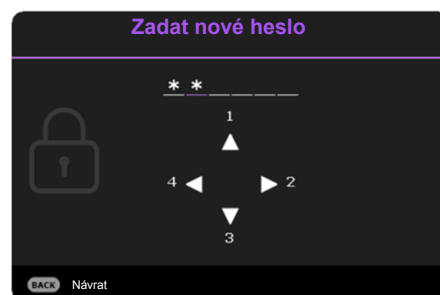 Zadat nové heslo
* * _ _ _ _
1
4 2
3
BACK Návrat